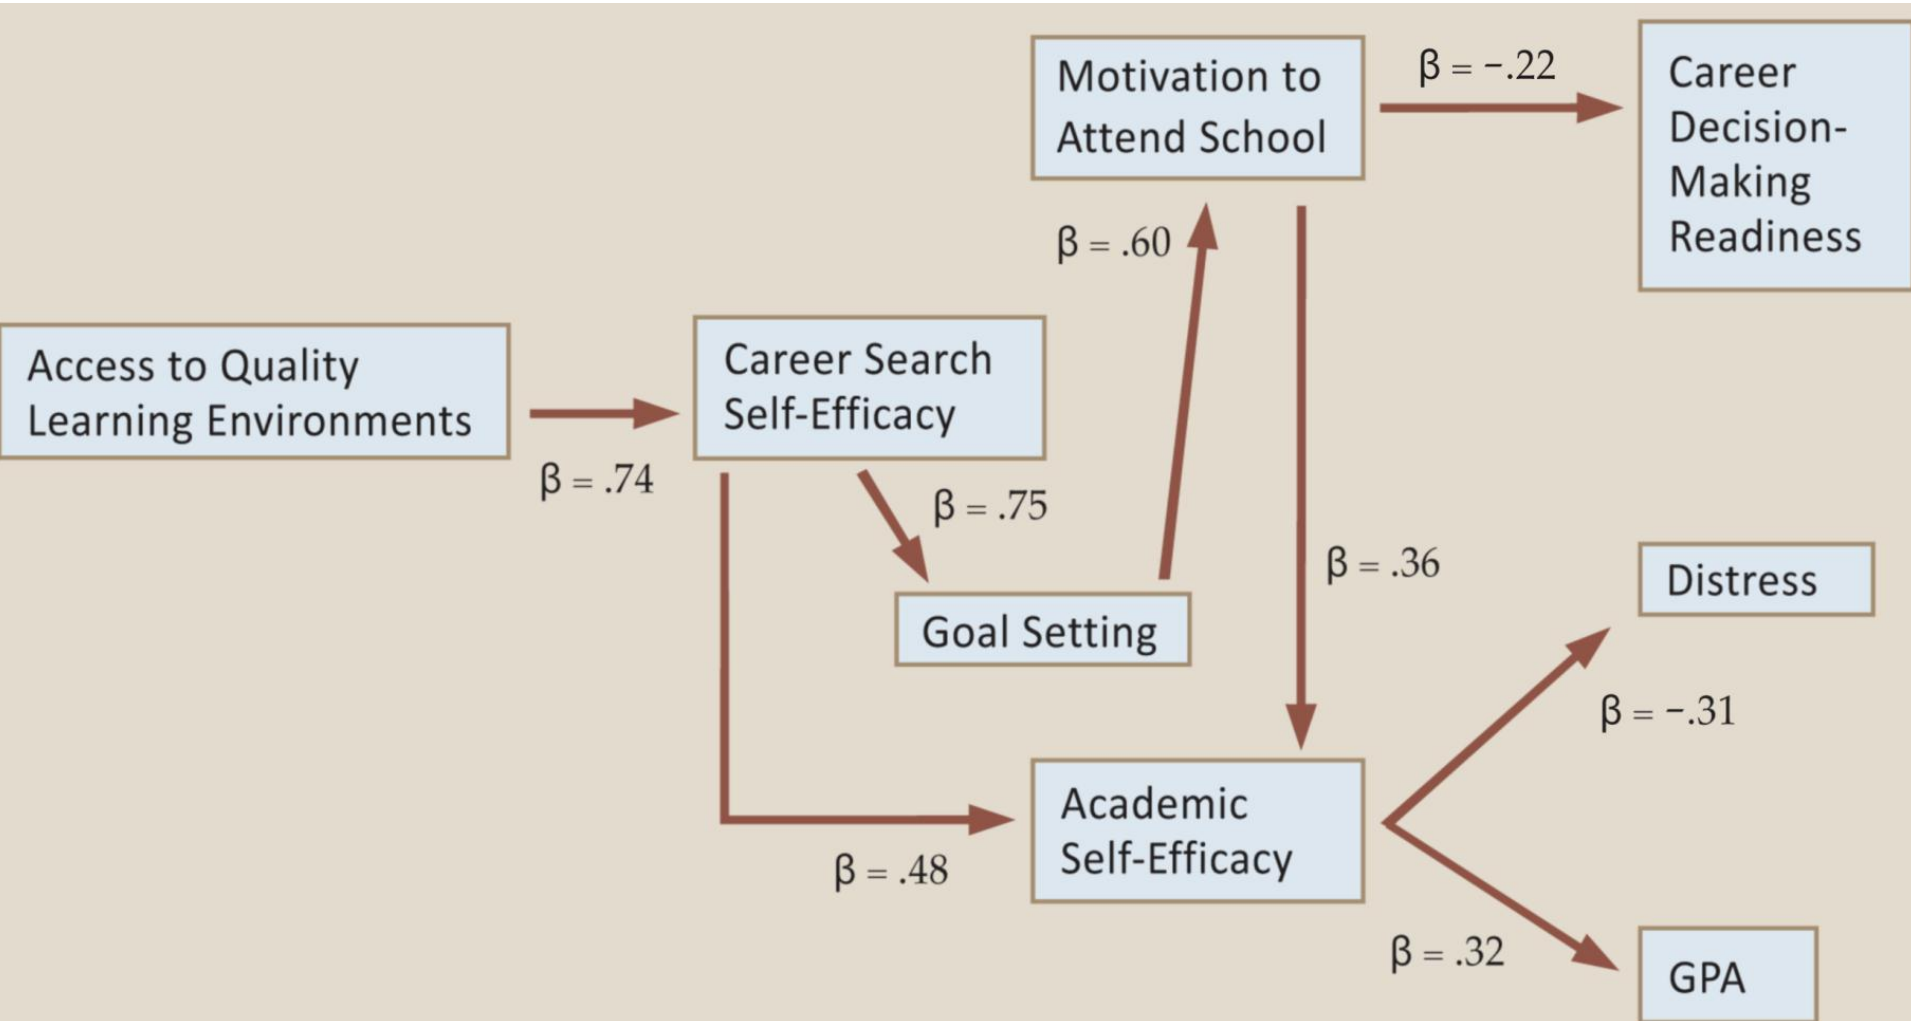 Motivation to
Attend School
β = −.22
Career
Decision-
Making
Readiness
β = .60
Access to Quality
Learning Environments
β = .74
Career Search
Self-Efficacy
β = .75
Goal Setting
β = .36
Distress
β = −.31
Academic
Self-Efficacy
β = .48
β = .32
GPA